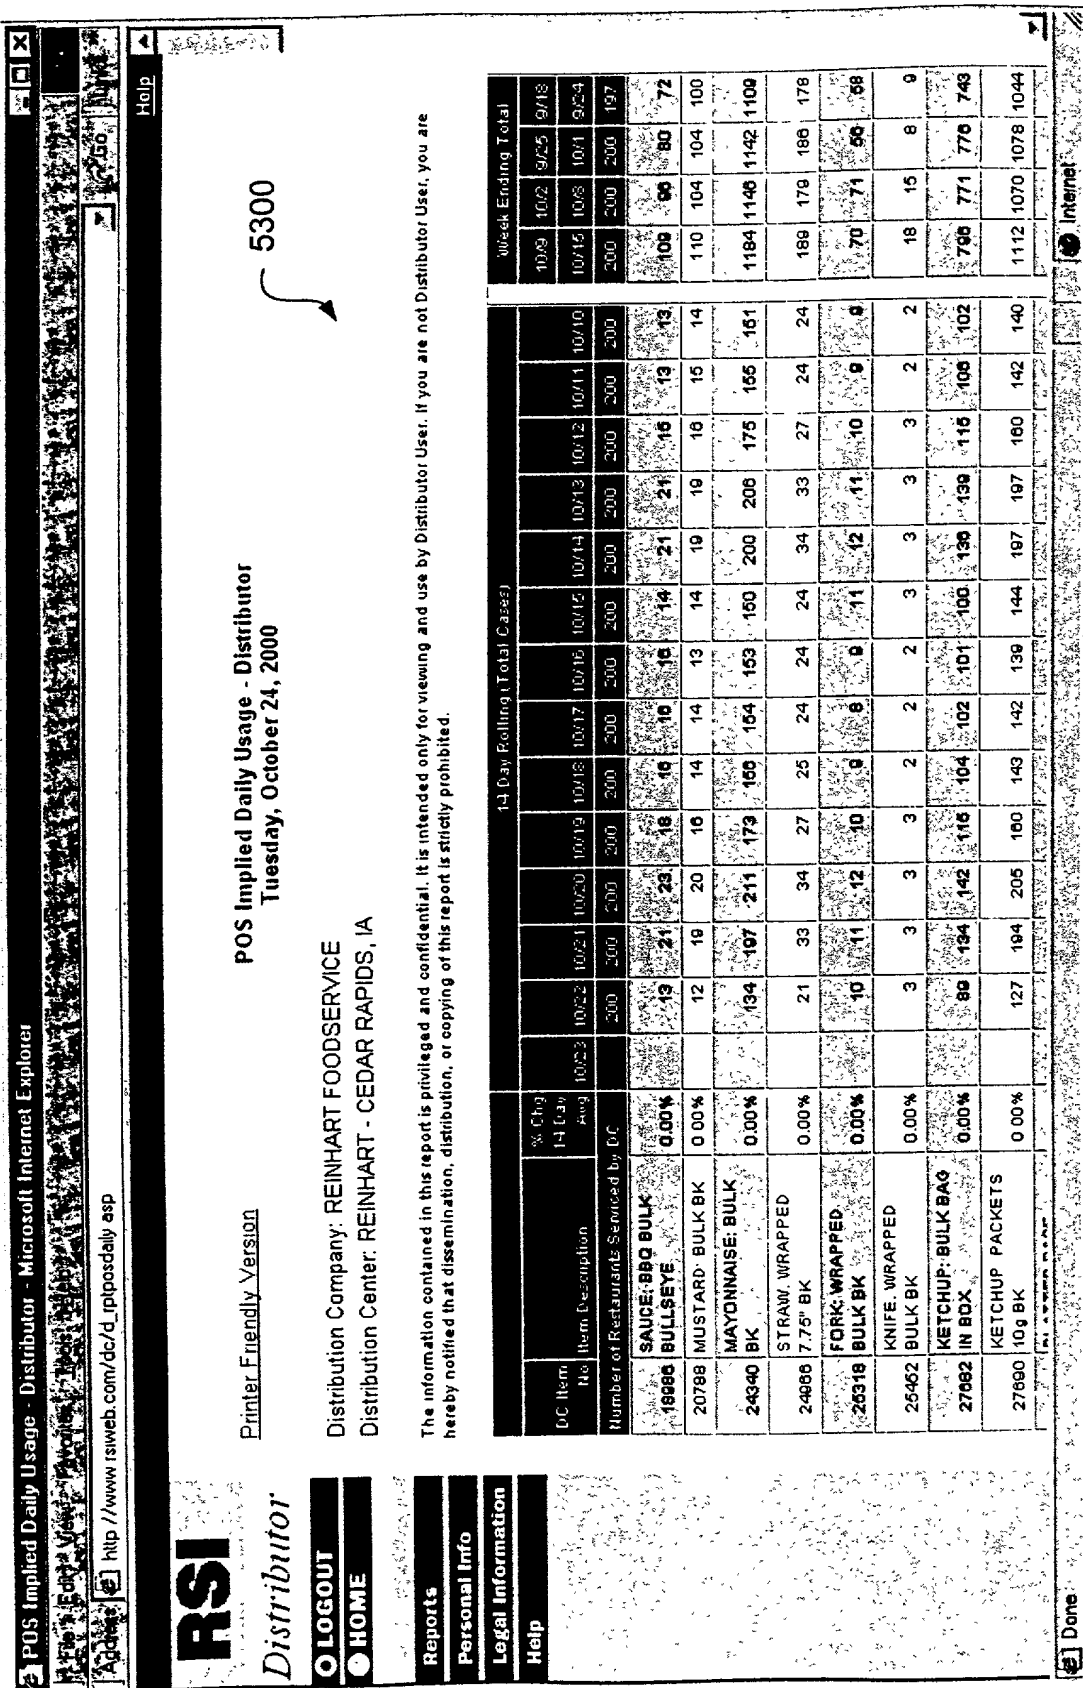 POS Implied Daily Usage - Distributor - Microsoft Internet Explorer
File Edit View Favorites Tools Help
Address http://www rsiweb.com/dc/d_rptposdaily asp Go
Help
RSI
Distributor
LOGOUT
HOME
Reports
Personal Info
Legal Information
Help
Printer Friendly Version
POS Implied Daily Usage - Distributor
Tuesday, October 24, 2000
5300
Distribution Company: REINHART FOODSERVICE
Distribution Center: REINHART - CEDAR RAPIDS, IA
The information contained in this report is privileged and confidential. It is intended only for viewing and use by Distributor User. If you are not Distributor User, you are
hereby notified that dissemination, distribution, or copying of this report is strictly prohibited.
14 Day Rolling (Total Cases) Week Ending Total
10/9 10/2 9/25 9/18
DC Item No Item Description % Chg 14 Day Avg 10/23 10/22 10/21 10/20 10/19 10/18 10/17 10/16 10/15 10/14 10/13 10/12 10/11 10/10 10/15 10/8 10/1 9/24
Number of Restaurants Serviced by DC 200 200 200 200 200 200 200 200 200 200 200 200 200 200 200 200 197
18986 SAUCE: BBQ BULK BULLSEYE 0.00% 13 21 23 18 16 16 16 14 21 21 16 13 13 109 96 80 72
20788 MUSTARD: BULK BK 0 00% 12 19 20 16 14 14 13 14 19 19 16 15 14 110 104 104 100
24340 MAYONNAISE: BULK BK 0.00% 134 197 211 173 156 154 153 150 200 206 175 155 161 1184 1146 1142 1109
24966 STRAW. WRAPPED 7.75" BK 0.00% 21 33 34 27 25 24 24 24 34 33 27 24 24 189 179 186 178
25318 FORK: WRAPPED BULK BK 0.00% 10 11 12 10 9 8 9 11 12 11 10 9 9 70 71 56 58
25462 KNIFE. WRAPPED BULK BK 0.00% 3 3 3 3 2 2 2 3 3 3 3 2 2 18 15 8 9
27682 KETCHUP: BULK BAG IN BOX 0.00% 89 134 142 115 104 102 101 100 136 139 115 106 102 796 771 776 743
27690 KETCHUP PACKETS 10g BK 0 00% 127 194 205 160 143 142 139 144 197 197 160 142 140 1112 1070 1078 1044
Done Internet